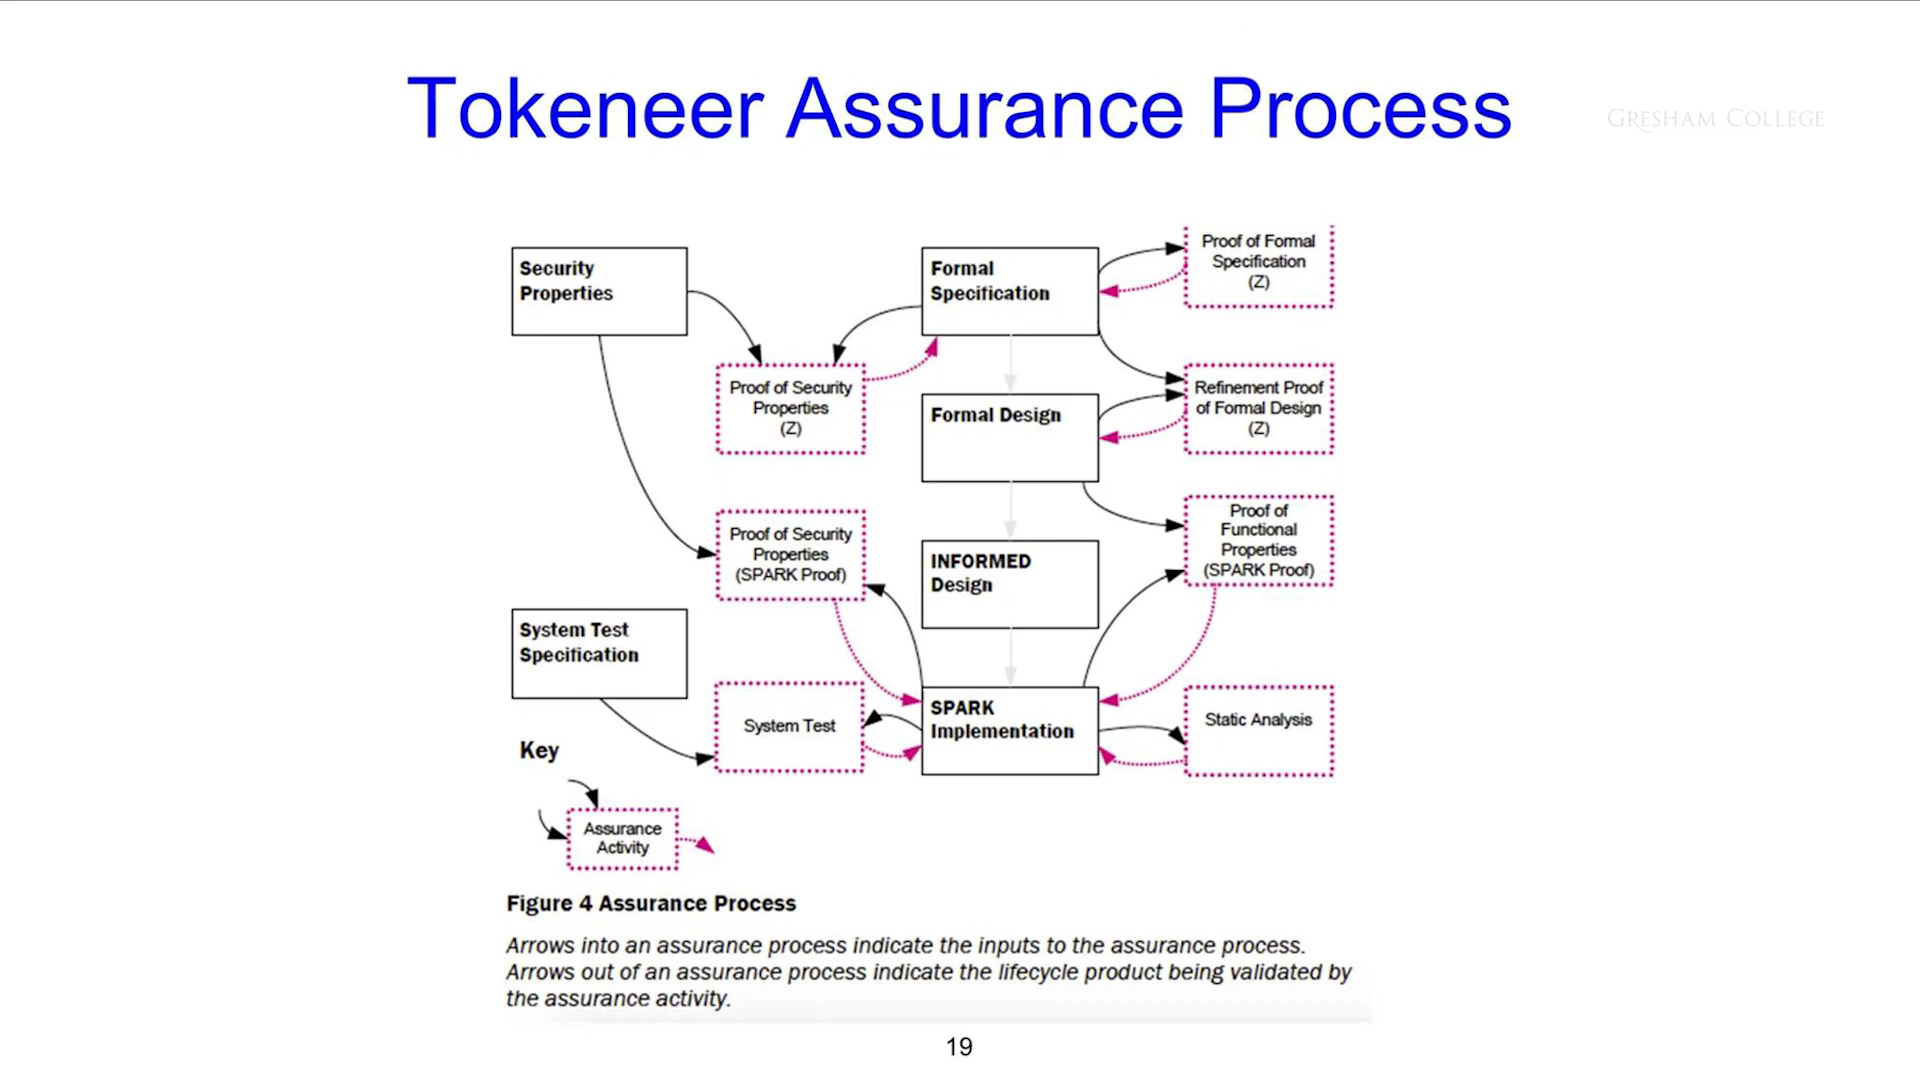 Tokeneer Assurance Process
GRESHAM COLLEGE
Security
Properties
Formal
Specification
Proof of Formal
Specification
(Z)
Proof of Security
Properties
(Z)
Formal Design
Refinement Proof
of Formal Design
(Z)
Proof of Security
Properties
(SPARK Proof)
INFORMED
Design
Proof of
Functional
Properties
(SPARK Proof)
System Test
Specification
System Test
SPARK
Implementation
Static Analysis
Key
Assurance
Activity
Figure 4 Assurance Process
Arrows into an assurance process indicate the inputs to the assurance process.
Arrows out of an assurance process indicate the lifecycle product being validated by
the assurance activity.
19